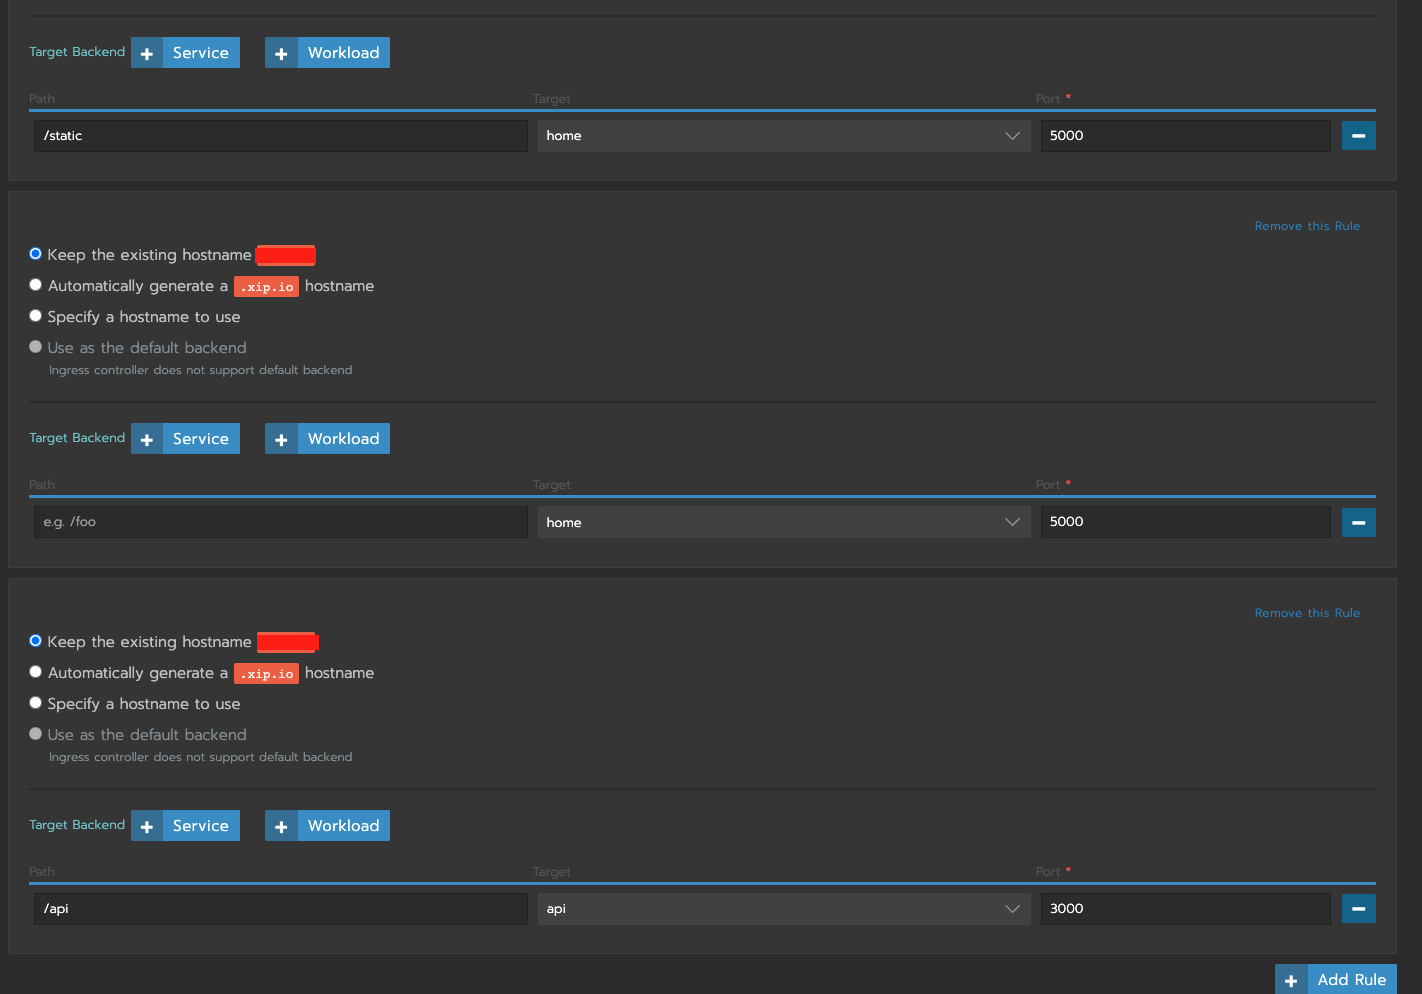 Target Backend + Service + Workload
Path Target Port *
/static home 5000
Remove this Rule
Keep the existing hostname
Automatically generate a .xip.io hostname
Specify a hostname to use
Use as the default backend
Ingress controller does not support default backend
Target Backend + Service + Workload
Path Target Port *
e.g. /foo home 5000
Remove this Rule
Keep the existing hostname
Automatically generate a .xip.io hostname
Specify a hostname to use
Use as the default backend
Ingress controller does not support default backend
Target Backend + Service + Workload
Path Target Port *
/api api 3000
+ Add Rule